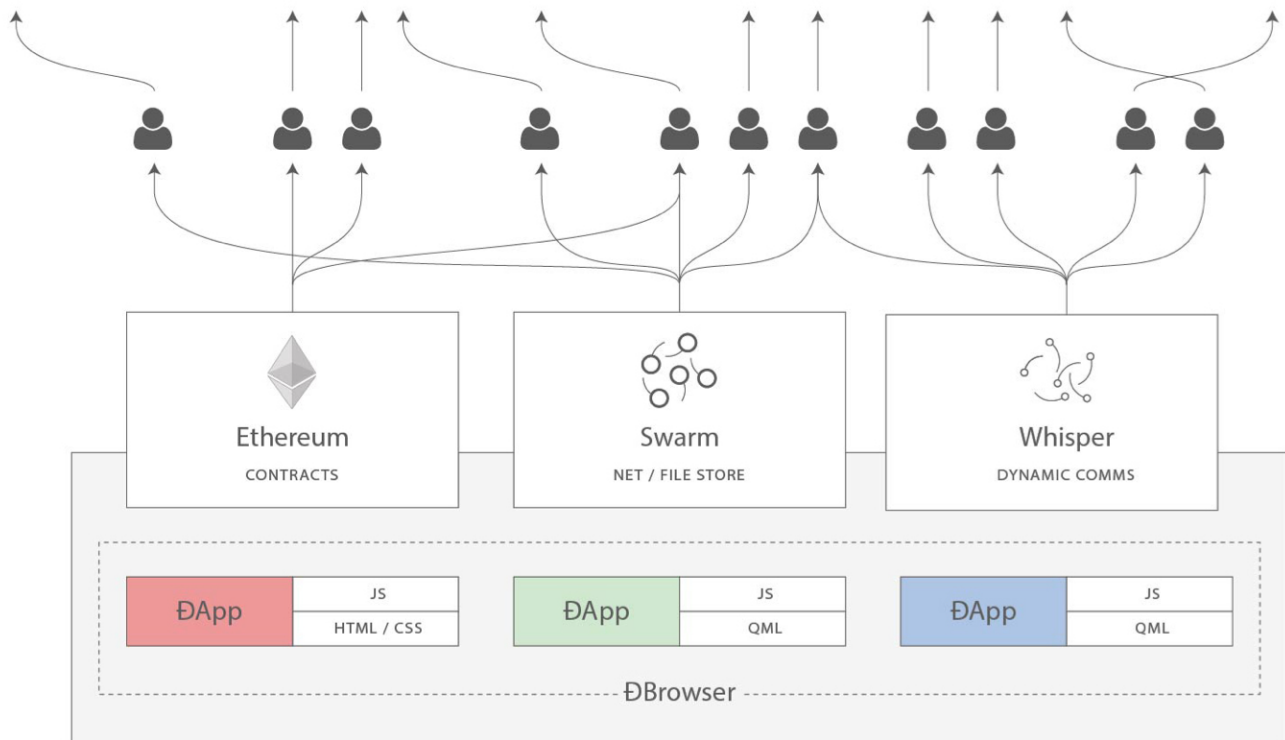 Ethereum
CONTRACTS
Swarm
NET / FILE STORE
Whisper
DYNAMIC COMMS
ĐApp
JS
HTML / CSS
ĐApp
JS
QML
ĐApp
JS
QML
ĐBrowser